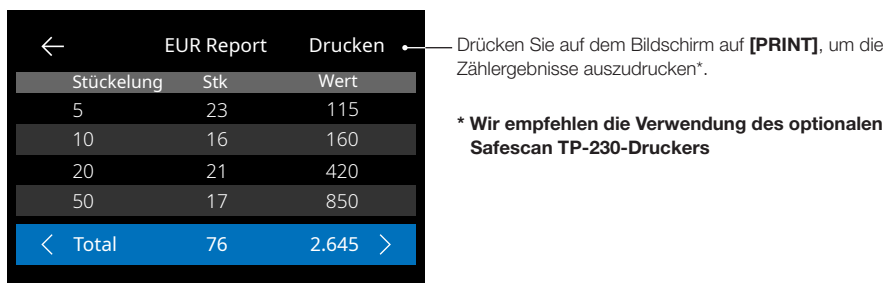 EUR Report Drucken
Stückelung Stk Wert
5 23 115
10 16 160
20 21 420
50 17 850
Total 76 2.645
Drücken Sie auf dem Bildschirm auf [PRINT], um die
Zählergebnisse auszudrucken*.
* Wir empfehlen die Verwendung des optionalen
Safescan TP-230-Druckers